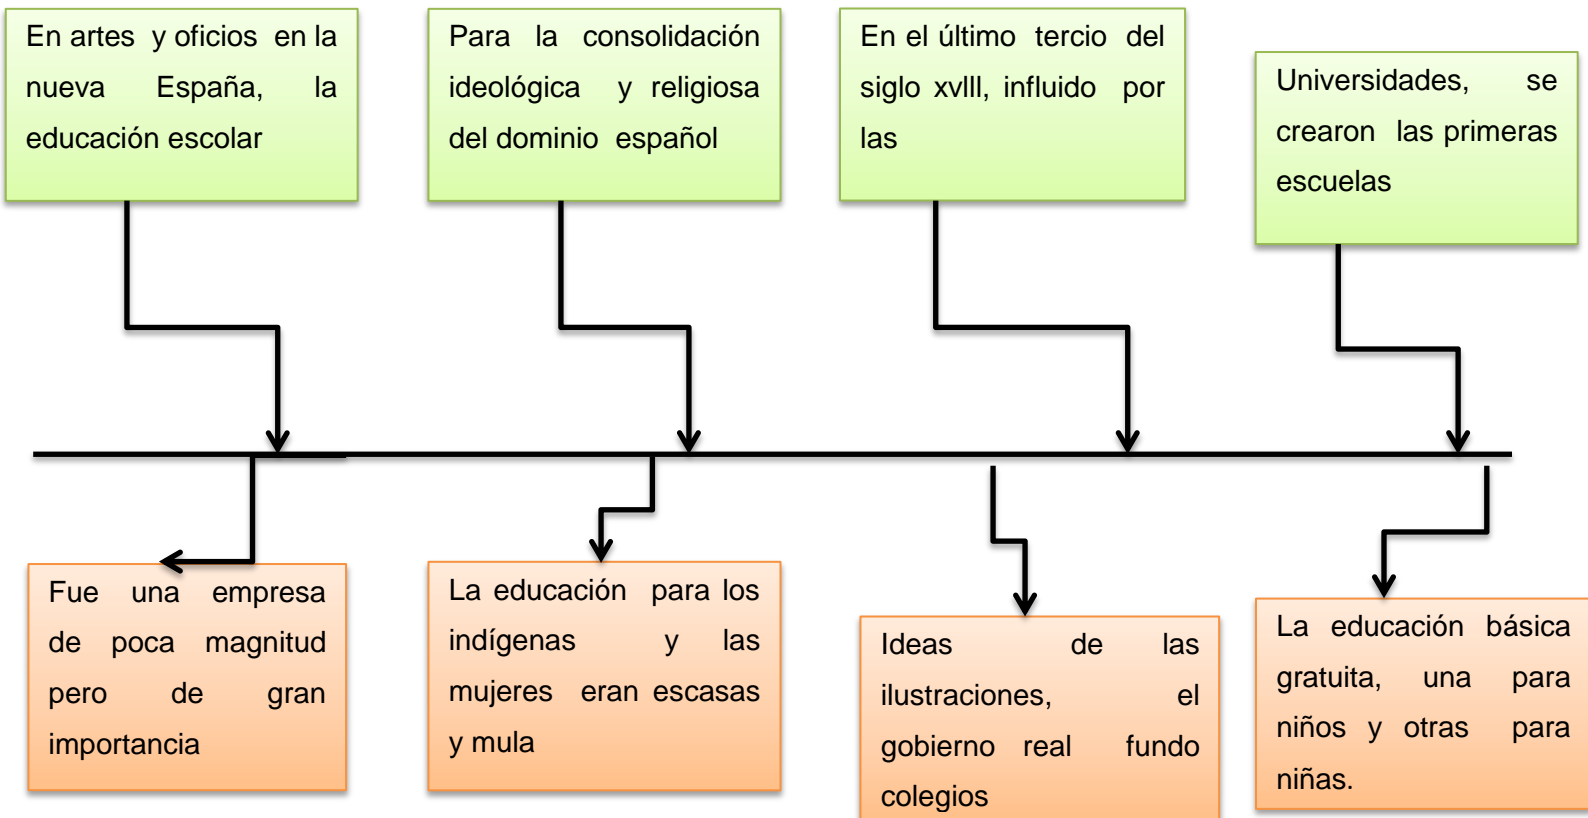 En artes y oficios en la
nueva España, la
educación escolar
Para la consolidación
ideológica y religiosa
del dominio español
En el último tercio del
siglo xvlll, influido por
las
Universidades, se
crearon las primeras
escuelas
Fue una empresa
de poca magnitud
pero de gran
importancia
La educación para los
indígenas y las
mujeres eran escasas
y mula
Ideas de las
ilustraciones, el
gobierno real fundo
colegios
La educación básica
gratuita, una para
niños y otras para
niñas.